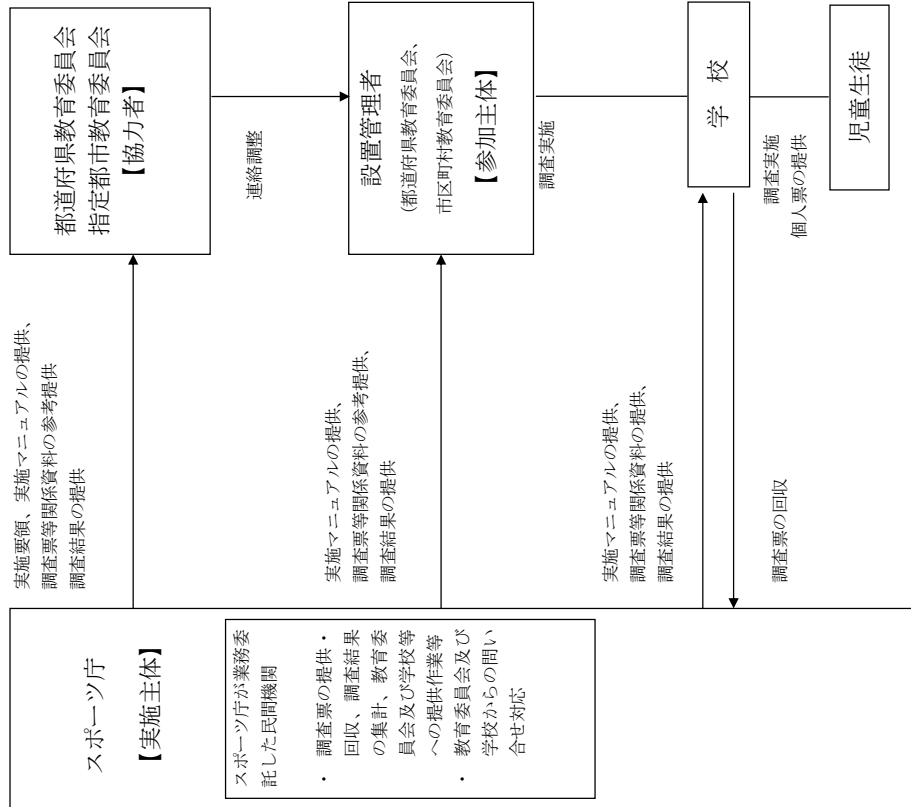 スポーツ庁
【実施主体】
スポーツ庁が業務委
託した民間機関
・ 調査票の提供・
回収、調査結果
の集計、教育委
員会及び学校等
への提供作業等
・ 教育委員会及び
学校からの問い
合せ対応
実施要領、実施マニュアルの提供、
調査票等関係資料の参考提供、
調査結果の提供
都道府県教育委員会
指定都市教育委員会
【協力者】
連絡調整
実施マニュアルの提供、
調査票等関係資料の参考提供、
調査結果の提供
設置管理者
(都道府県教育委員会、
市区町村教育委員会)
【参加主体】
調査実施
実施マニュアルの提供、
調査票等関係資料の提供、
調査結果の提供
調査票の回収
学 校
調査実施
個人票の提供
児童生徒